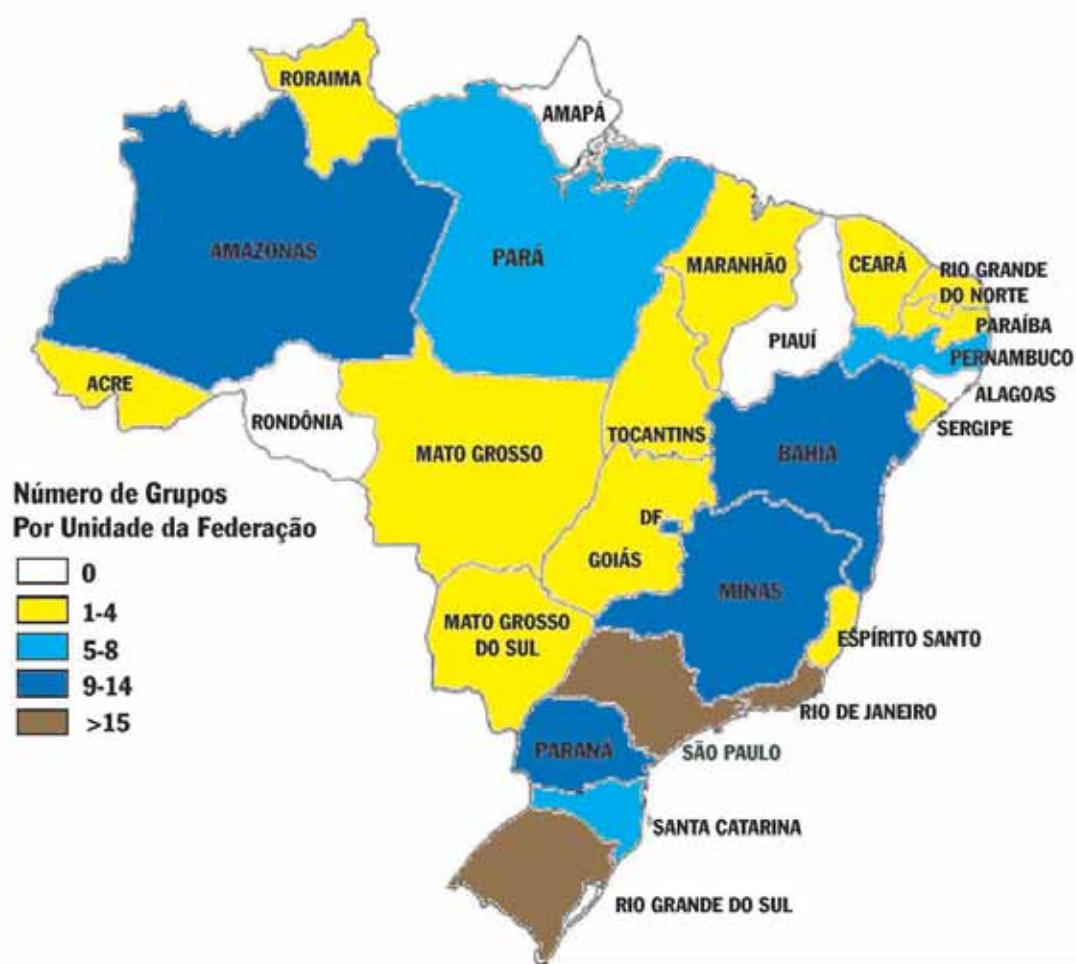 RORAIMA
AMAPÁ
AMAZONAS
PARÁ
MARANHÃO
CEARÁ
RIO GRANDE
DO NORTE
PARAÍBA
PIAUÍ
PERNAMBUCO
ACRE
ALAGOAS
RONDÔNIA
SERGIPE
TOCANTINS
MATO GROSSO
BAHIA
Número de Grupos
Por Unidade da Federação
0
1-4
5-8
9-14
>15
DF
GOIÁS
MINAS
MATO GROSSO
DO SUL
ESPÍRITO SANTO
RIO DE JANEIRO
PARANÁ
SÃO PAULO
SANTA CATARINA
RIO GRANDE DO SUL